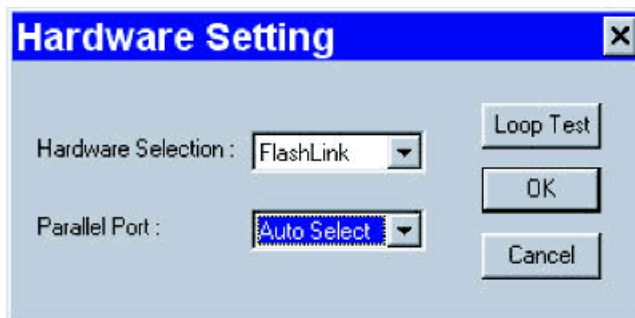 Hardware Setting
Hardware Selection : FlashLink
Parallel Port : Auto Select
Loop Test
OK
Cancel